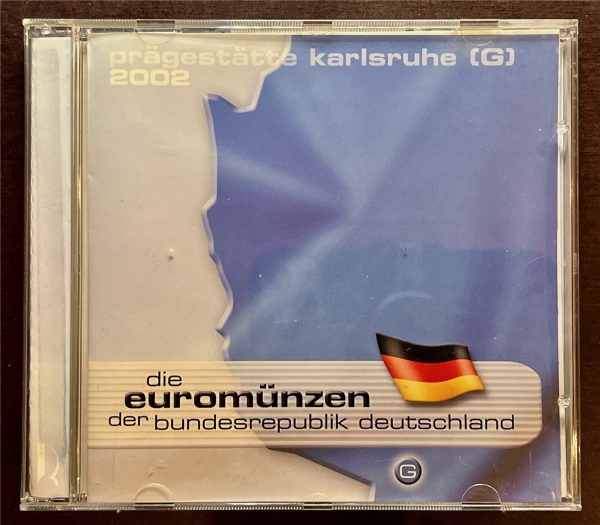 prägestätte karlsruhe (G)
2002
die
euromünzen
der bundesrepublik deutschland
G
R